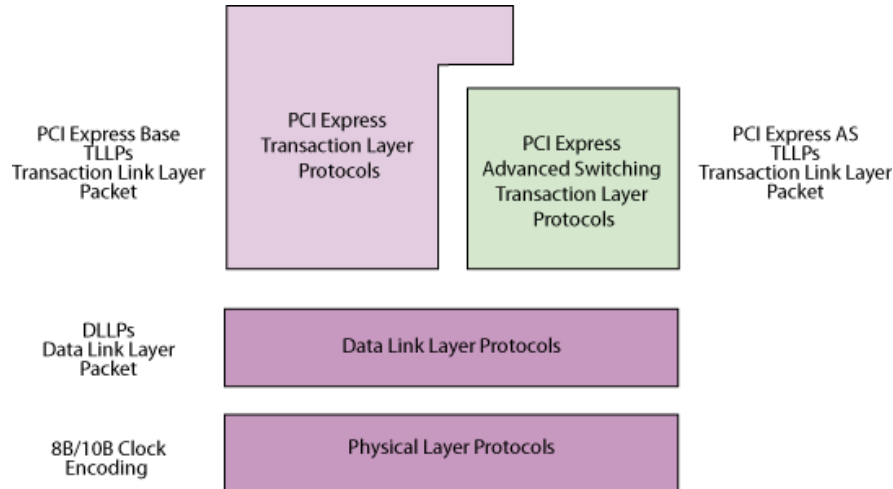 PCI Express Base
TLLPs
Transaction Link Layer
Packet
PCI Express
Transaction Layer
Protocols
PCI Express
Advanced Switching
Transaction Layer
Protocols
PCI Express AS
TLLPs
Transaction Link Layer
Packet
DLLPs
Data Link Layer
Packet
Data Link Layer Protocols
8B/10B Clock
Encoding
Physical Layer Protocols